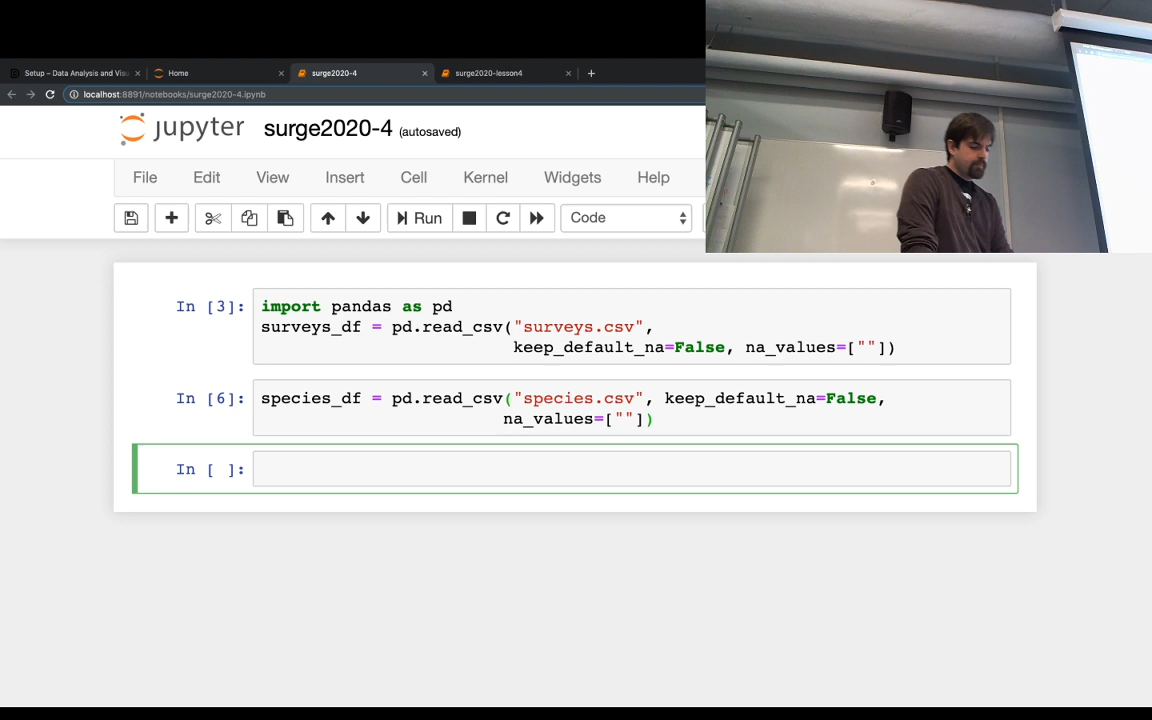 Setup – Data Analysis and Visu
Home
surge2020-4
surge2020-lesson4
localhost:8891/notebooks/surge2020-4.ipynb
jupyter surge2020-4 (autosaved)
File Edit View Insert Cell Kernel Widgets Help
Run Code
In [3]: import pandas as pd
surveys_df = pd.read_csv("surveys.csv",
keep_default_na=False, na_values=[""])
In [6]: species_df = pd.read_csv("species.csv", keep_default_na=False,
na_values=[""])
In [ ]: